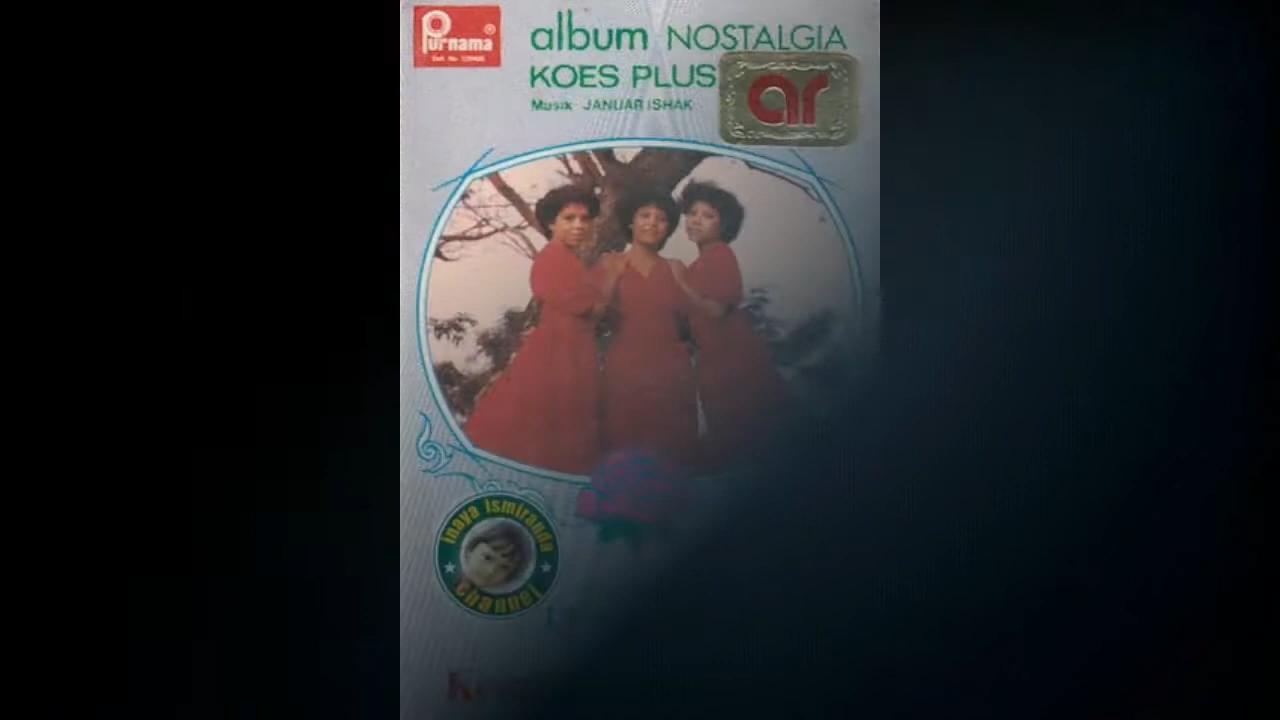 Purnama
album NOSTALGIA
KOES PLUS
ar
Musik JANUAR ISHAK
inaya ismiranda
channel